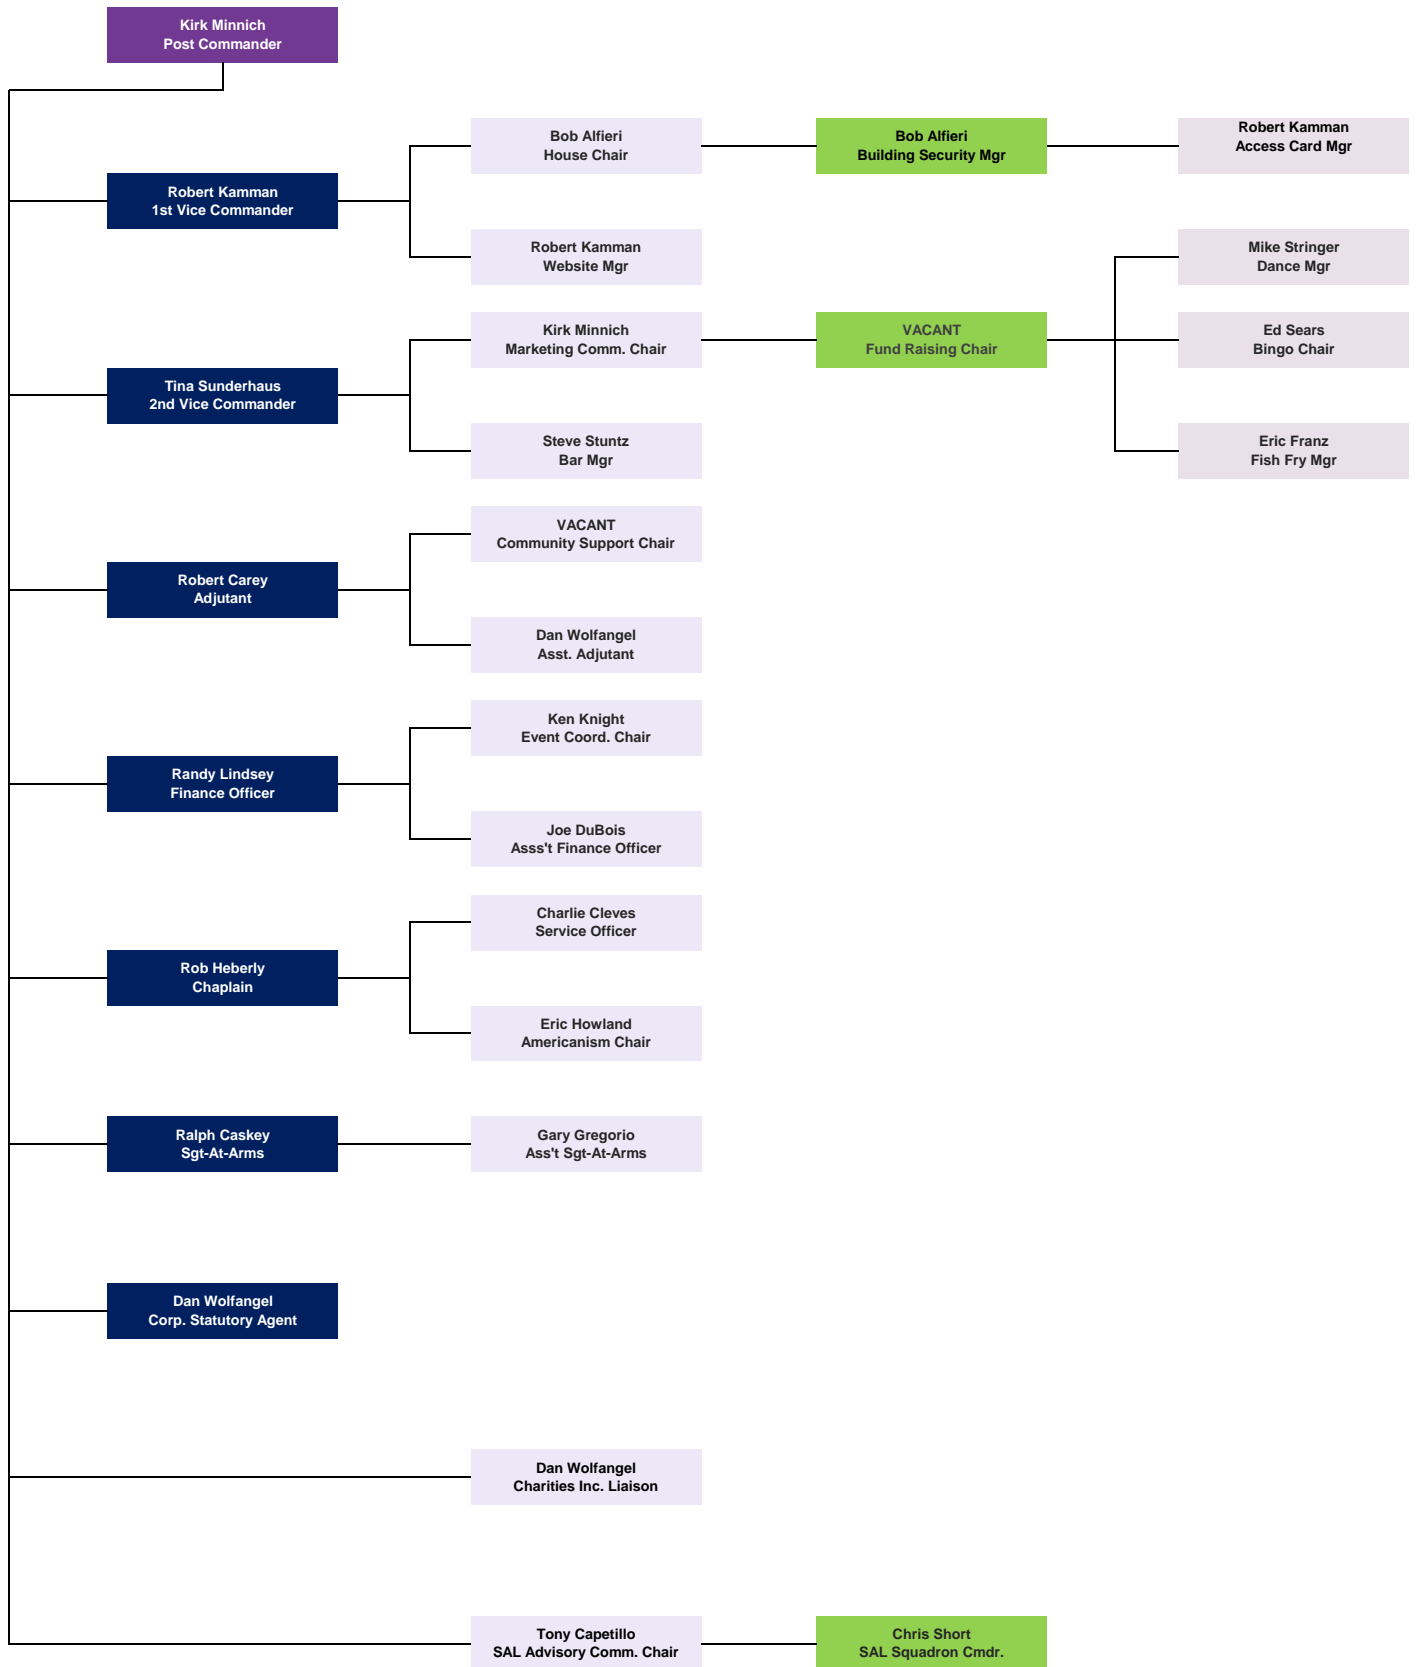 Kirk Minnich
Post Commander
Bob Alfieri
House Chair
Bob Alfieri
Building Security Mgr
Robert Kamman
Access Card Mgr
Robert Kamman
1st Vice Commander
Robert Kamman
Website Mgr
Mike Stringer
Dance Mgr
Kirk Minnich
Marketing Comm. Chair
VACANT
Fund Raising Chair
Ed Sears
Bingo Chair
Tina Sunderhaus
2nd Vice Commander
Steve Stuntz
Bar Mgr
Eric Franz
Fish Fry Mgr
VACANT
Community Support Chair
Robert Carey
Adjutant
Dan Wolfangel
Asst. Adjutant
Ken Knight
Event Coord. Chair
Randy Lindsey
Finance Officer
Joe DuBois
Asss't Finance Officer
Charlie Cleves
Service Officer
Rob Heberly
Chaplain
Eric Howland
Americanism Chair
Ralph Caskey
Sgt-At-Arms
Gary Gregorio
Ass't Sgt-At-Arms
Dan Wolfangel
Corp. Statutory Agent
Dan Wolfangel
Charities Inc. Liaison
Tony Capetillo
SAL Advisory Comm. Chair
Chris Short
SAL Squadron Cmdr.